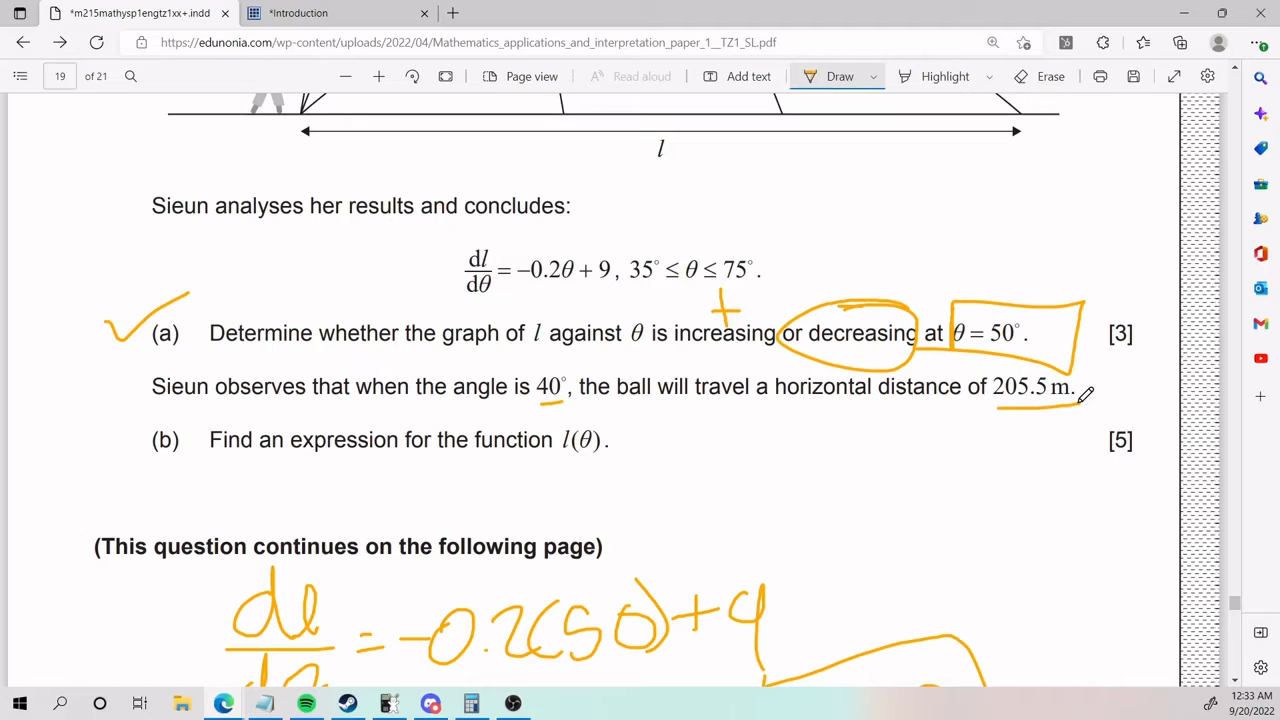 *m215mathysp1engtz1x+.indd
*Introduction
https://edunonia.com/wp-content/uploads/2022/04/Mathematics_applications_and_interpretation_paper_1__TZ1_SL.pdf
19 of 21
Page view
Read aloud
Add text
Draw
Highlight
Erase
l
Sieun analyses her results and concludes:
dl/dθ = −0.2θ + 9, 35° ≤ θ ≤ 75°.
+
(a) Determine whether the graph of l against θ is increasing or decreasing at θ = 50°. [3]
Sieun observes that when the angle is 40°, the ball will travel a horizontal distance of 205.5 m.
(b) Find an expression for the function l(θ). [5]
(This question continues on the following page)
dl = -0.2(50)+9
12:33 AM
9/20/2022